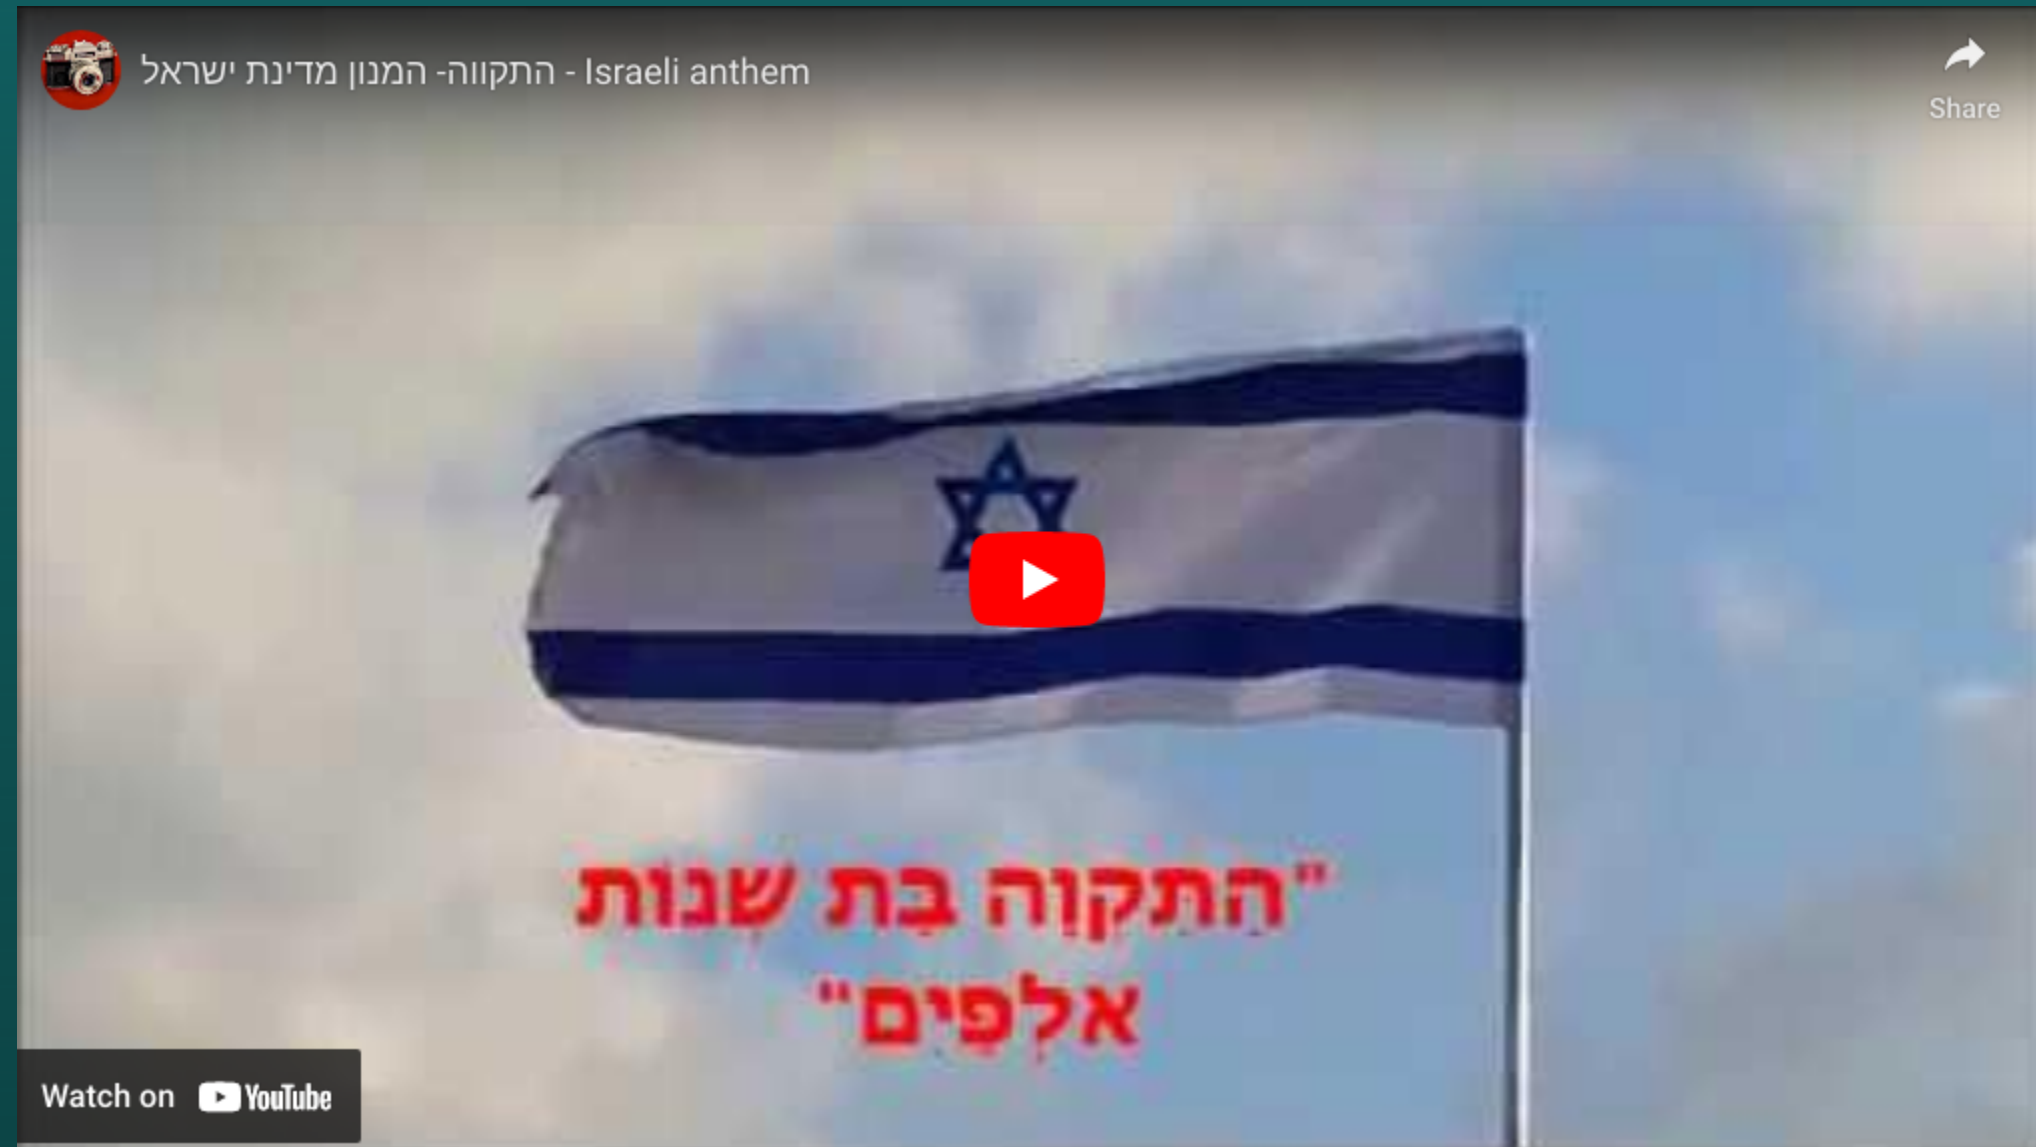 התקווה- המנון מדינת ישראל - Israeli anthem
Share
"הַתִּקְוָה בַּת שְׁנוֹת
אַלְפַּיִם"
Watch on YouTube